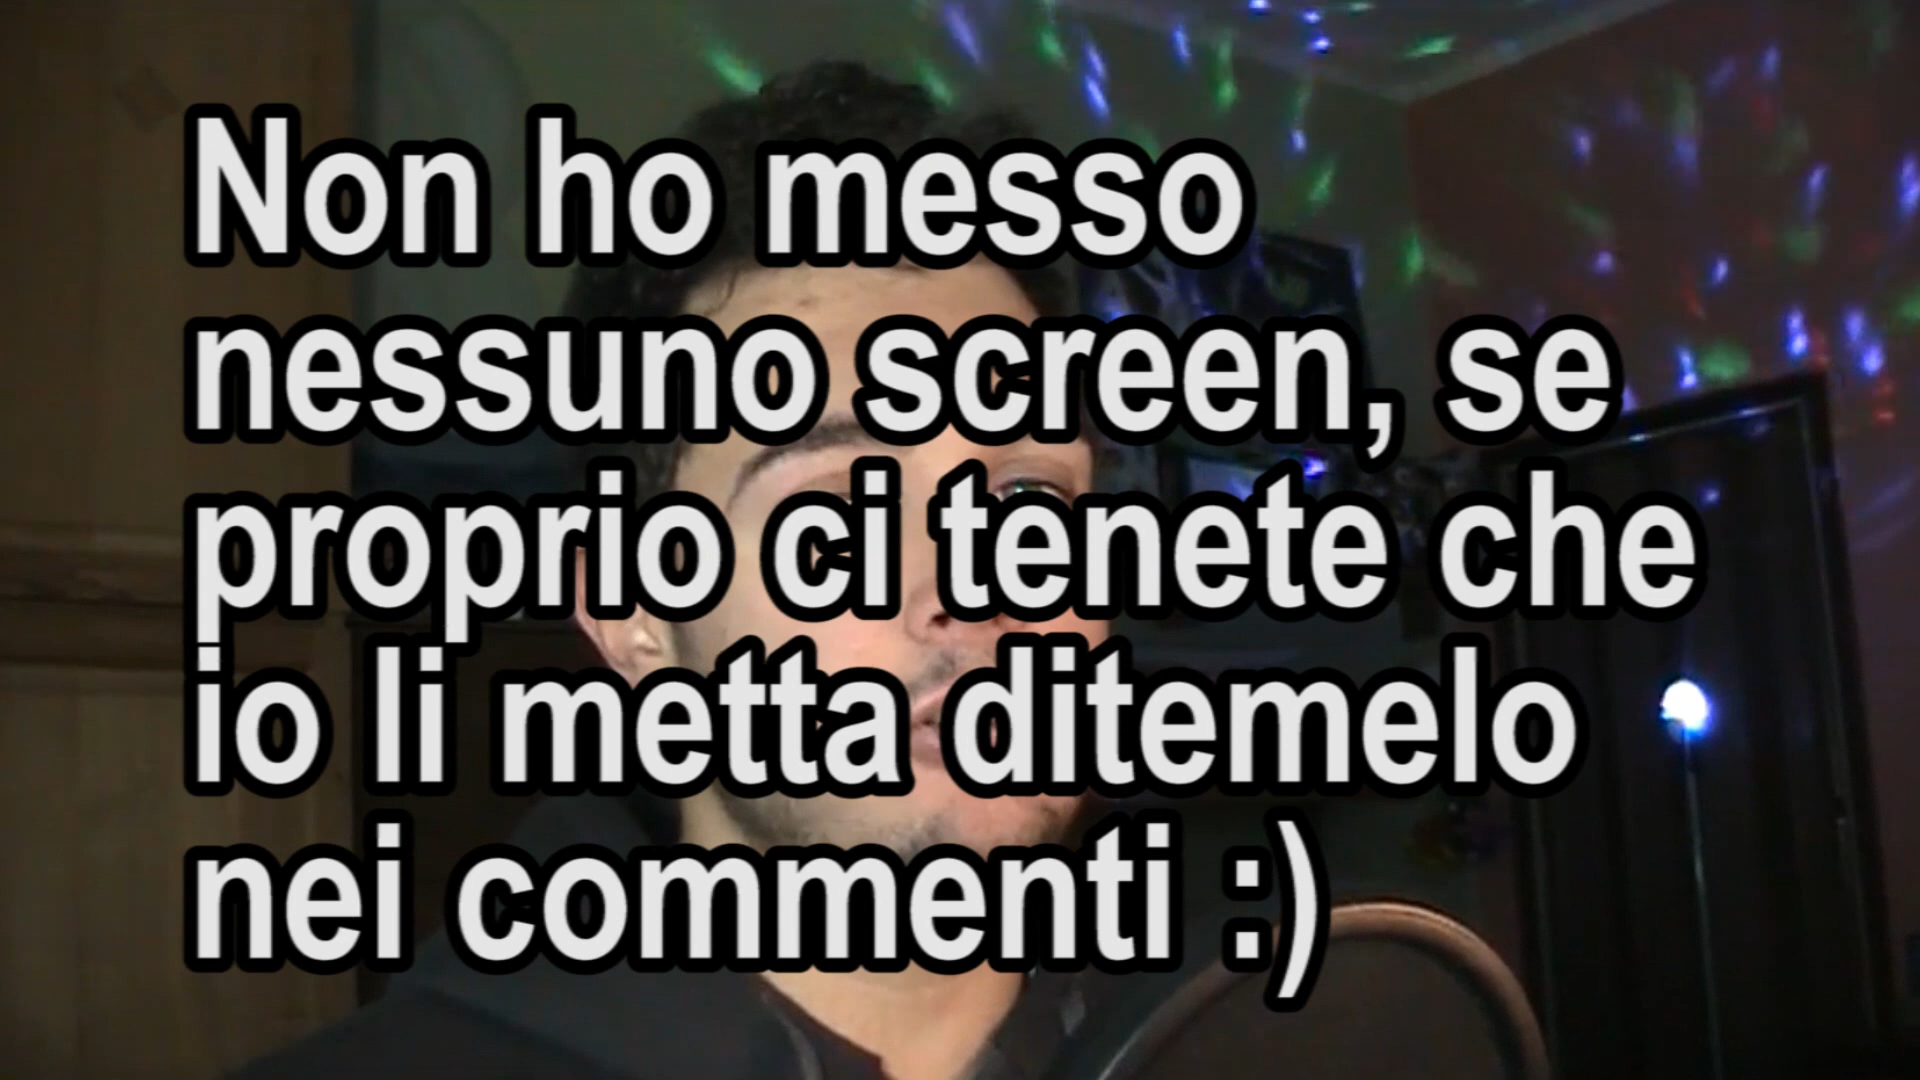 Non ho messo
nessuno screen, se
proprio ci tenete che
io li metta ditemelo
nei commenti :)